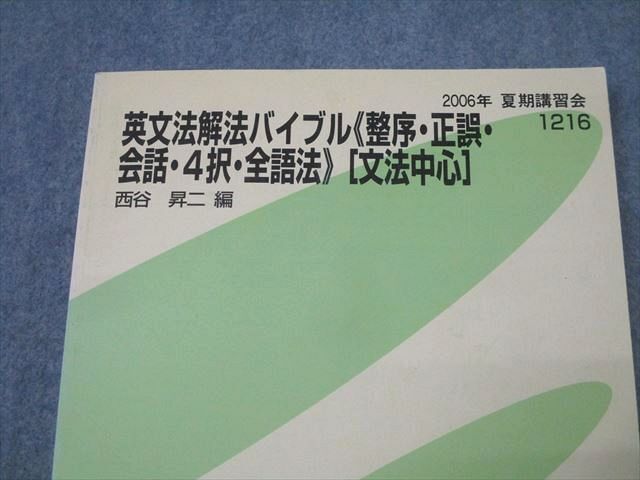 2006年 夏期講習会
1216
英文法解法バイブル《整序・正誤・
会話・4択・全語法》[文法中心]
西谷 昇二 編